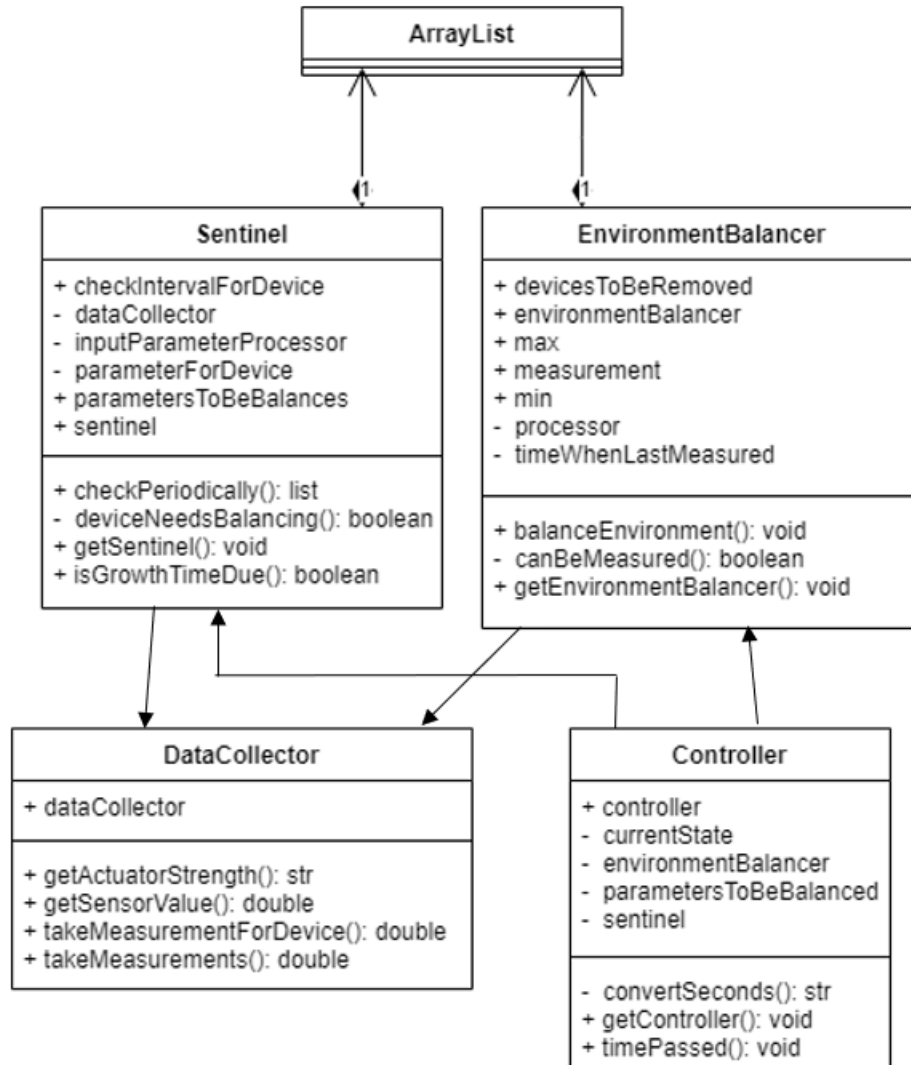 ArrayList
1
1
Sentinel
+ checkIntervalForDevice
- dataCollector
- inputParameterProcessor
- parameterForDevice
+ parametersToBeBalances
+ sentinel
+ checkPeriodically(): list
- deviceNeedsBalancing(): boolean
+ getSentinel(): void
+ isGrowthTimeDue(): boolean
EnvironmentBalancer
+ devicesToBeRemoved
+ environmentBalancer
+ max
+ measurement
+ min
- processor
- timeWhenLastMeasured
+ balanceEnvironment(): void
- canBeMeasured(): boolean
+ getEnvironmentBalancer(): void
DataCollector
+ dataCollector
+ getActuatorStrength(): str
+ getSensorValue(): double
+ takeMeasurementForDevice(): double
+ takeMeasurements(): double
Controller
+ controller
- currentState
- environmentBalancer
- parametersToBeBalanced
- sentinel
- convertSeconds(): str
+ getController(): void
+ timePassed(): void